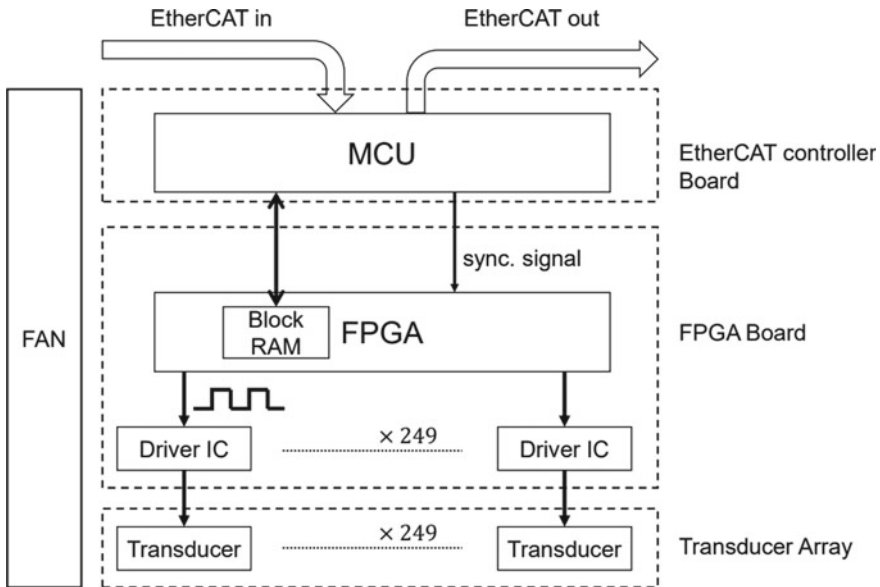 EtherCAT in
EtherCAT out
MCU
EtherCAT controller
Board
sync. signal
FAN
Block
RAM
FPGA
FPGA Board
Driver IC
× 249
Driver IC
Transducer
× 249
Transducer
Transducer Array